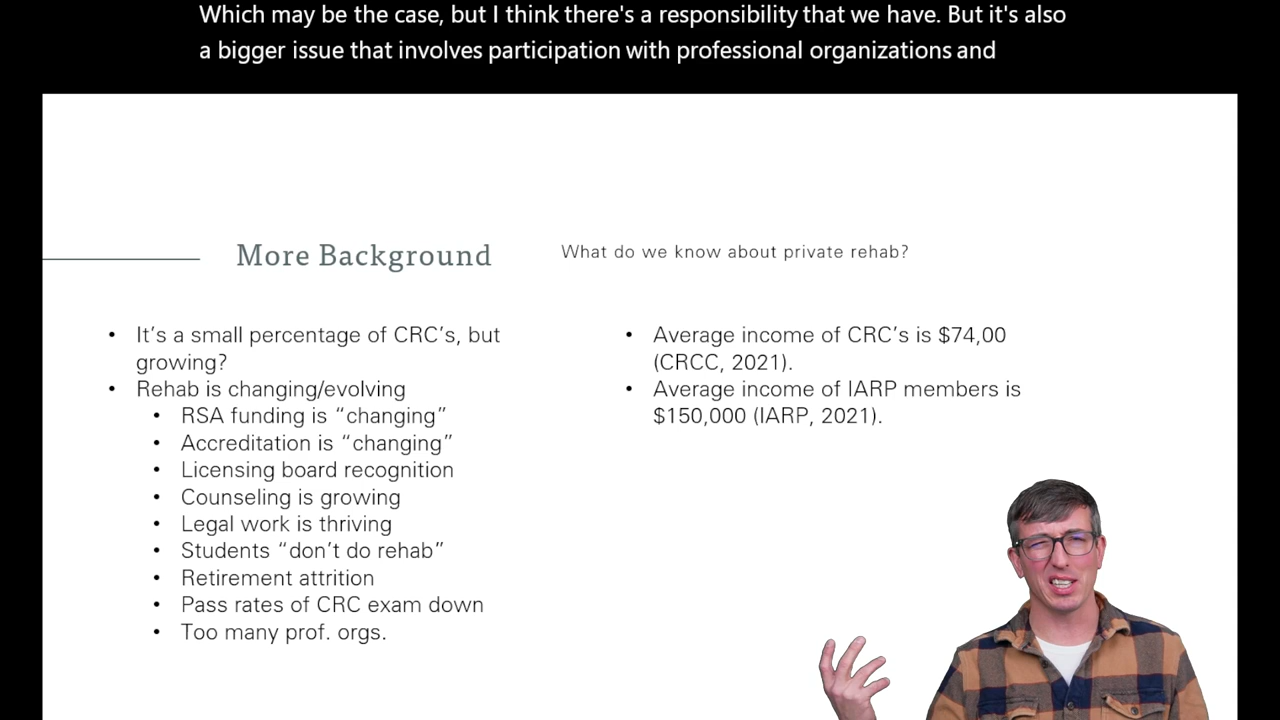 Which may be the case, but I think there's a responsibility that we have. But it's also
a bigger issue that involves participation with professional organizations and
More Background
What do we know about private rehab?
• It's a small percentage of CRC's, but
growing?
• Rehab is changing/evolving
• RSA funding is “changing”
• Accreditation is “changing”
• Licensing board recognition
• Counseling is growing
• Legal work is thriving
• Students “don't do rehab”
• Retirement attrition
• Pass rates of CRC exam down
• Too many prof. orgs.
• Average income of CRC's is $74,00
(CRCC, 2021).
• Average income of IARP members is
$150,000 (IARP, 2021).